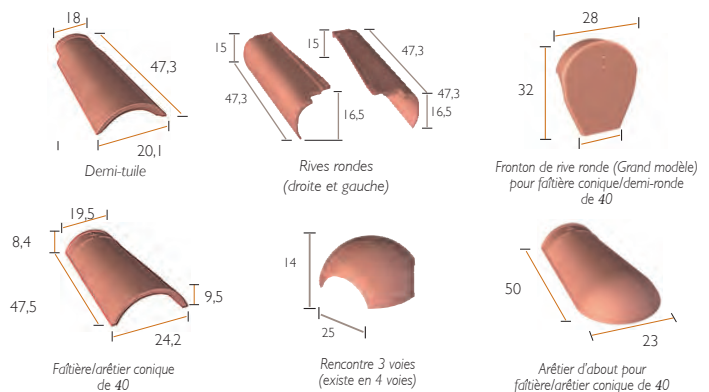 18
47,3
20,1
Demi-tuile
15
47,3
16,5
15
47,3
47,3
16,5
Rives rondes
(droite et gauche)
28
32
Fronton de rive ronde (Grand modèle)
pour faîtière conique/demi-ronde
de 40
19,5
8,4
47,5
9,5
24,2
Faîtière/arêtier conique
de 40
14
25
Rencontre 3 voies
(existe en 4 voies)
50
23
Arêtier d'about pour
faîtière/arêtier conique de 40